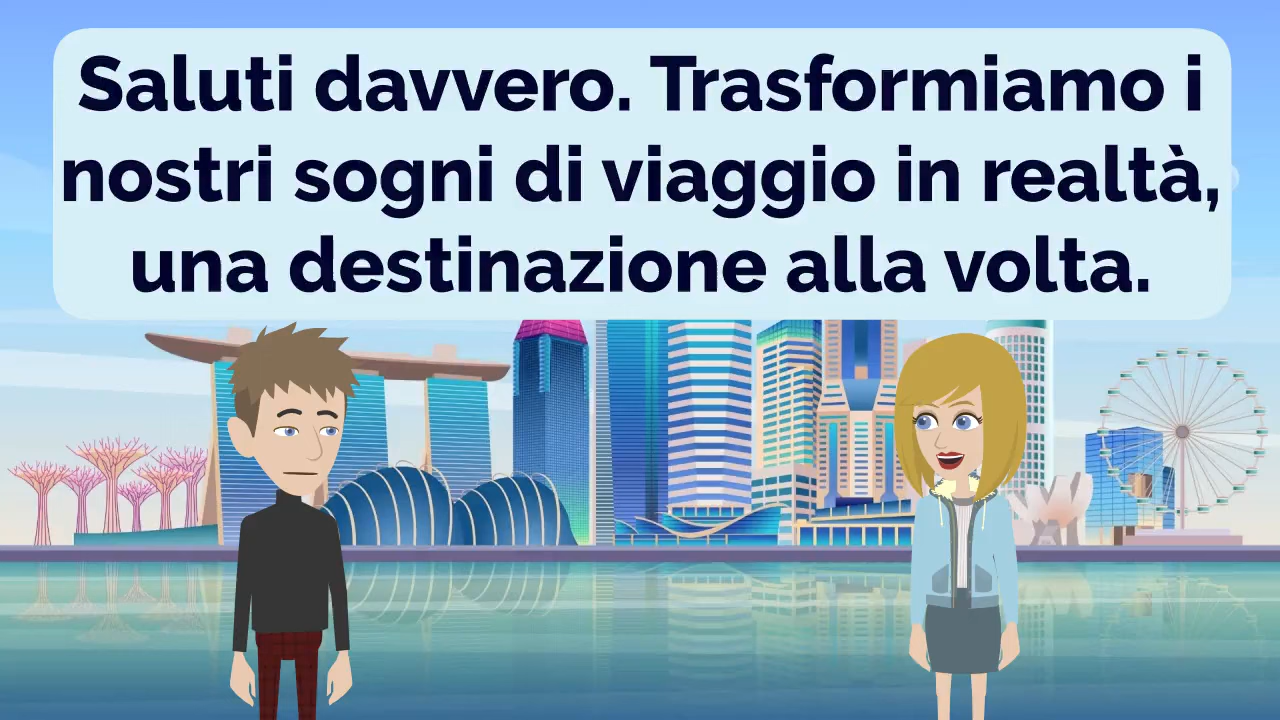 Saluti davvero. Trasformiamo i
nostri sogni di viaggio in realtà,
una destinazione alla volta.